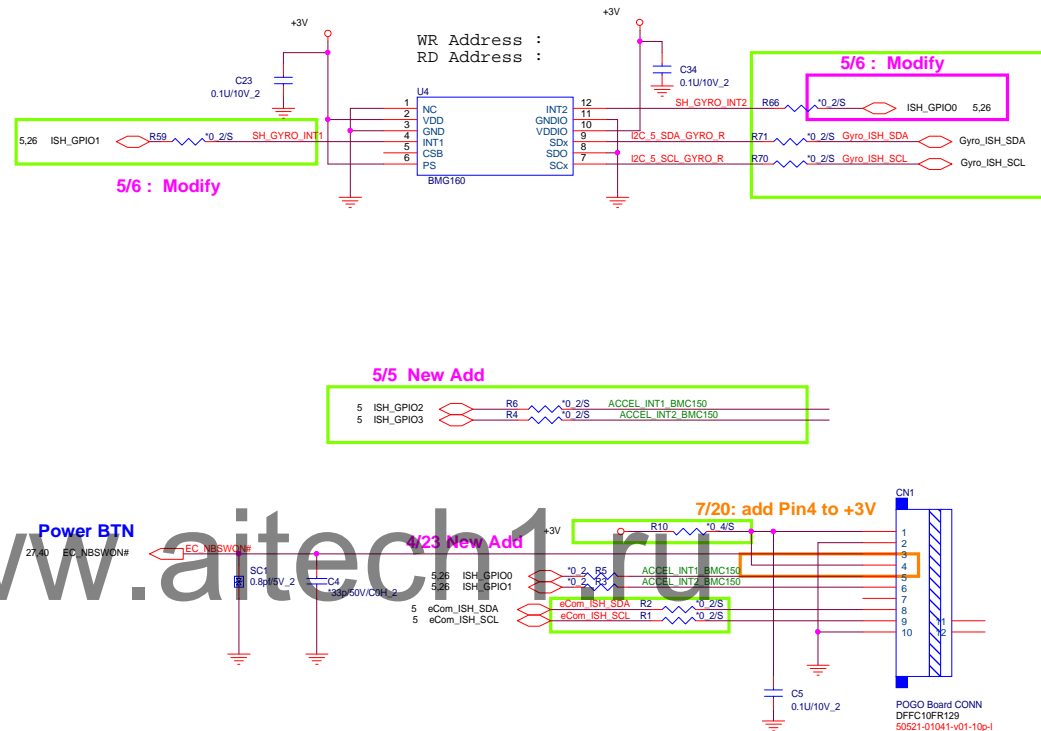 +3V
+3V
WR Address :
RD Address :
5/6 : Modify
C23
0.1U/10V_2
C34
0.1U/10V_2
U4
1 NC INT2 12 SH_GYRO_INT2 R66 *0_2/S ISH_GPIO0 5,26
2 VDD GNDIO 11
3 GND VDDIO 10
5,26 ISH_GPIO1 R59 *0_2/S SH_GYRO_INT1 4 INT1 SDx 9 I2C_5_SDA_GYRO_R R71 *0_2/S Gyro_ISH_SDA Gyro_ISH_SDA
5 CSB SDO 8
6 PS SCx 7 I2C_5_SCL_GYRO_R R70 *0_2/S Gyro_ISH_SCL Gyro_ISH_SCL
BMG160
5/6 : Modify
5/5 New Add
5 ISH_GPIO2 R6 *0_2/S ACCEL_INT1_BMC150
5 ISH_GPIO3 R4 *0_2/S ACCEL_INT2_BMC150
CN1
7/20: add Pin4 to +3V
Power BTN
+3V R10 *0_4/S 1
4/23 New Add 2
27,40 EC_NBSWON# EC_NBSWON# 3
4
SC1
0.8p/5V_2
C4
*33p/50V/C0H_2
5,26 ISH_GPIO0 *0_2 R5 ACCEL_INT1_BMC150 5
5,26 ISH_GPIO1 *0_2 R3 ACCEL_INT2_BMC150 6
7
5 eCom_ISH_SDA eCom_ISH_SDA R2 *0_2/S 8
5 eCom_ISH_SCL eCom_ISH_SCL R1 *0_2/S 9 11
10 12
ww.aitech1.ru
C5
0.1U/10V_2
POGO Board CONN
DFFC10FR129
50521-01041-v01-10p-l